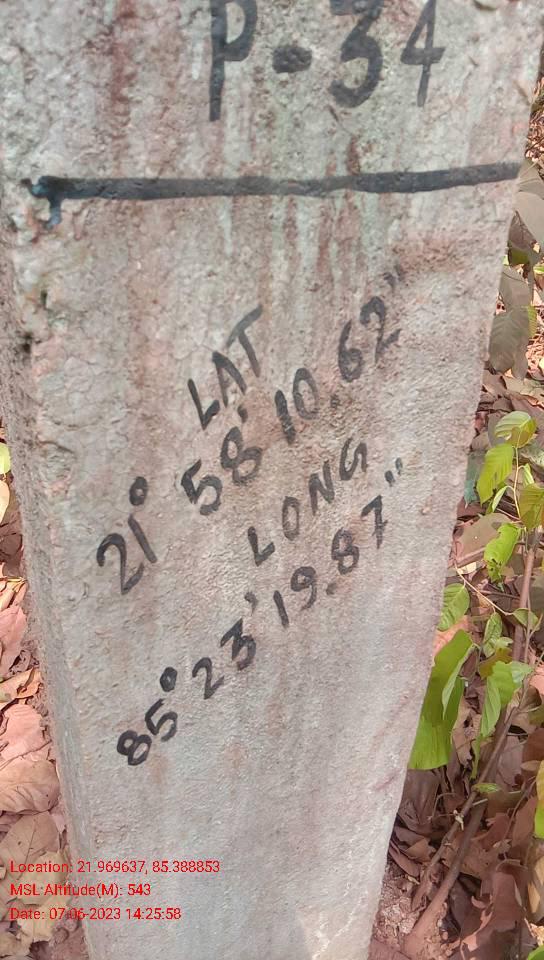 P-34
LAT
21° 58' 10.62"
LONG
85° 23' 19.87"
Location: 21.969637, 85.388853
MSL Altitude(M): 543
Date: 07-06-2023 14:25:58